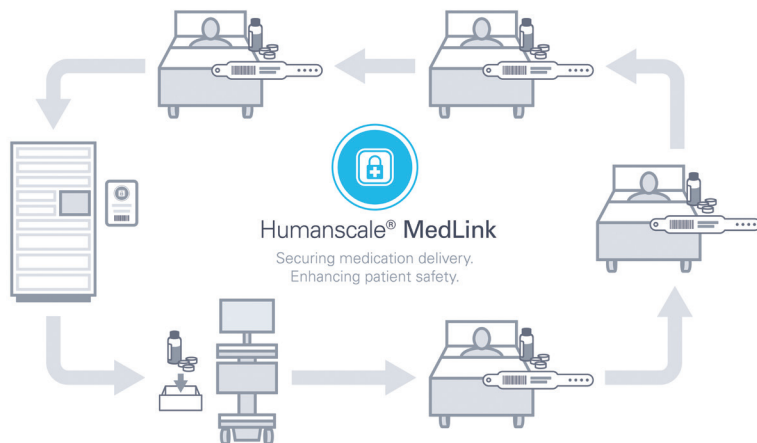 Humanscale® MedLink
Securing medication delivery.
Enhancing patient safety.